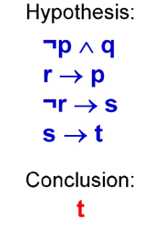 Hypothesis:
¬p ∧ q
r → p
¬r → s
s → t
Conclusion:
t